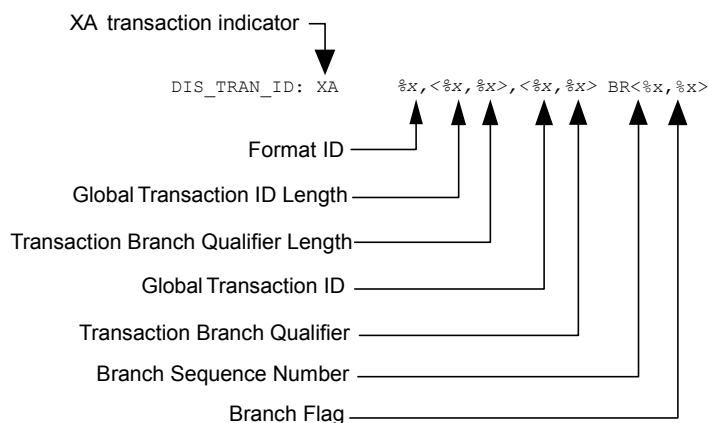 XA transaction indicator
DIS_TRAN_ID: XA %x,<%x,%x>,<%x,%x> BR<%x,%x>
Format ID
Global Transaction ID Length
Transaction Branch Qualifier Length
Global Transaction ID
Transaction Branch Qualifier
Branch Sequence Number
Branch Flag